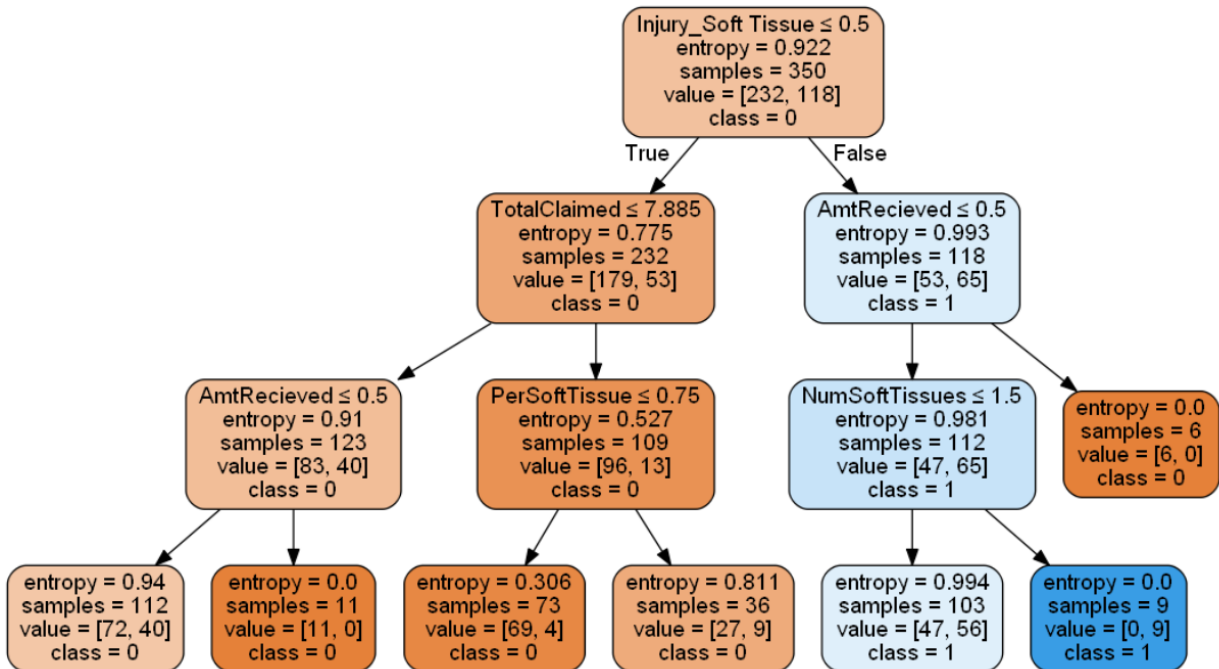 Injury_Soft Tissue ≤ 0.5
entropy = 0.922
samples = 350
value = [232, 118]
class = 0
True
False
TotalClaimed ≤ 7.885
entropy = 0.775
samples = 232
value = [179, 53]
class = 0
AmtRecieved ≤ 0.5
entropy = 0.993
samples = 118
value = [53, 65]
class = 1
AmtRecieved ≤ 0.5
entropy = 0.91
samples = 123
value = [83, 40]
class = 0
PerSoftTissue ≤ 0.75
entropy = 0.527
samples = 109
value = [96, 13]
class = 0
NumSoftTissues ≤ 1.5
entropy = 0.981
samples = 112
value = [47, 65]
class = 1
entropy = 0.0
samples = 6
value = [6, 0]
class = 0
entropy = 0.94
samples = 112
value = [72, 40]
class = 0
entropy = 0.0
samples = 11
value = [11, 0]
class = 0
entropy = 0.306
samples = 73
value = [69, 4]
class = 0
entropy = 0.811
samples = 36
value = [27, 9]
class = 0
entropy = 0.994
samples = 103
value = [47, 56]
class = 1
entropy = 0.0
samples = 9
value = [0, 9]
class = 1